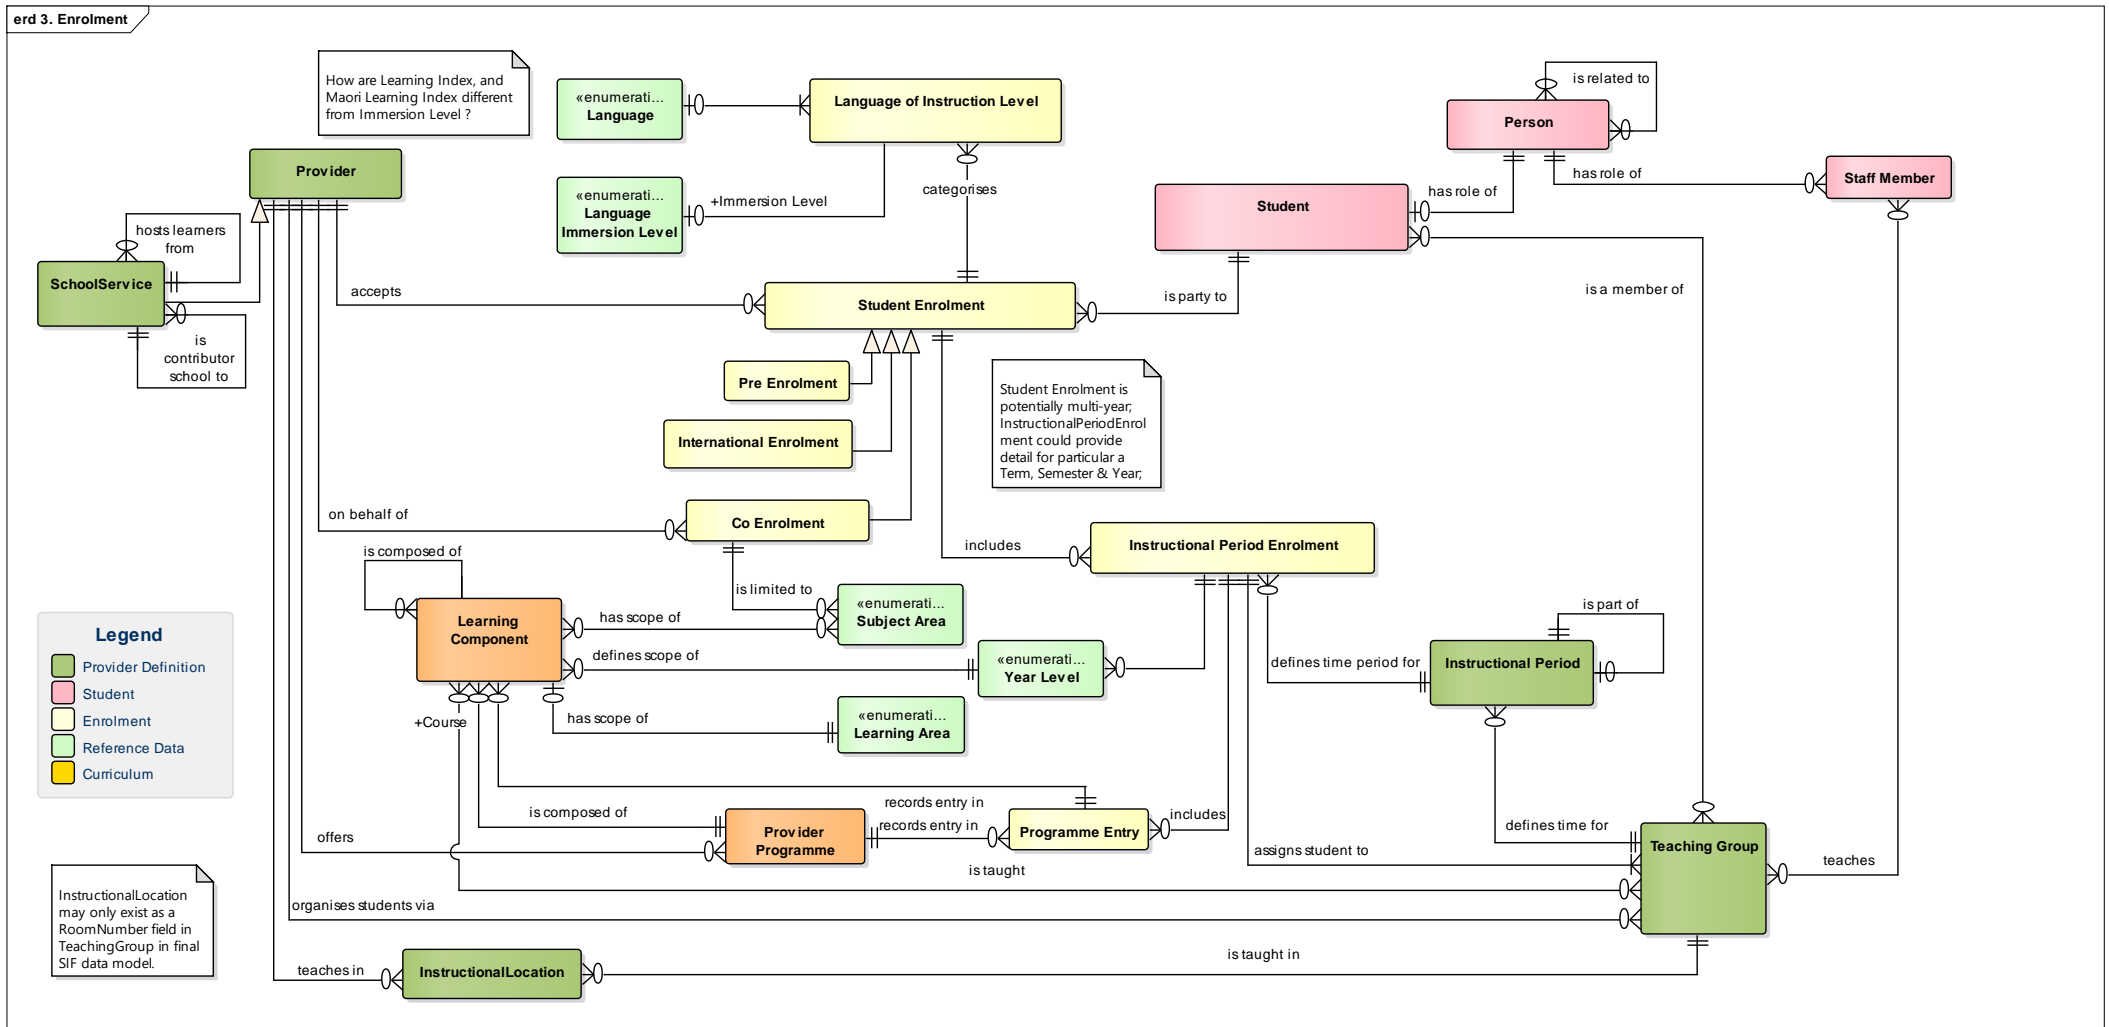 erd 3. Enrolment
How are Learning Index, and
Maori Learning Index different
from Immersion Level ?
«enumerati...
Language
Language of Instruction Level
is related to
Person
Provider
«enumerati...
Language
Immersion Level
+Immersion Level
categorises
has role of
has role of
Staff Member
Student
hosts learners
from
SchoolService
is
contributor
school to
accepts
Student Enrolment
is party to
is a member of
Pre Enrolment
International Enrolment
Student Enrolment is
potentially multi-year;
InstructionalPeriodEnrol
ment could provide
detail for particular a
Term, Semester & Year;
on behalf of
Co Enrolment
includes
Instructional Period Enrolment
is composed of
is limited to
Learning
Component
has scope of
«enumerati...
Subject Area
is part of
defines scope of
«enumerati...
Year Level
defines time period for
Instructional Period
Legend
Provider Definition
Student
Enrolment
Reference Data
Curriculum
+Course
has scope of
«enumerati...
Learning Area
is composed of
Provider
Programme
records entry in
records entry in
Programme Entry
includes
offers
defines time for
assigns student to
Teaching Group
teaches
is taught
InstructionalLocation
may only exist as a
RoomNumber field in
TeachingGroup in final
SIF data model.
organises students via
teaches in
InstructionalLocation
is taught in